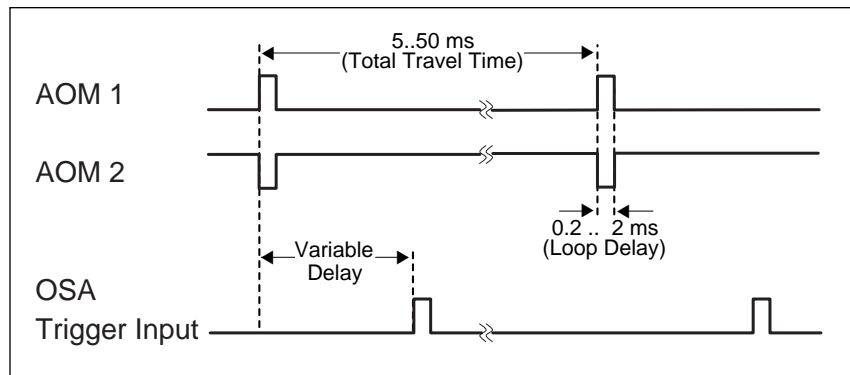 5..50 ms
(Total Travel Time)
AOM 1
AOM 2
0.2 .. 2 ms
(Loop Delay)
Variable
Delay
OSA
Trigger Input